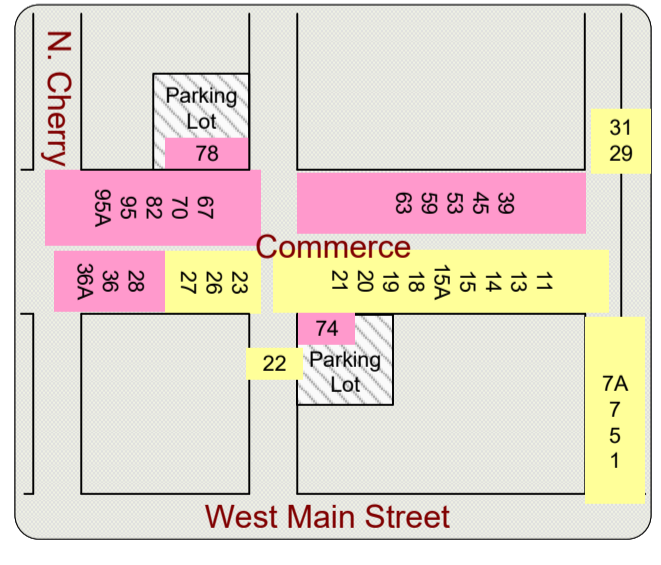 N. Cherry
Parking
Lot
78
31
29
95A 95 82 70 67
63 59 53 45 39
Commerce
36A 36 28 27 26 23
21 20 19 18 15A 15 14 13 11
74
22
Parking
Lot
7A
7
5
1
West Main Street